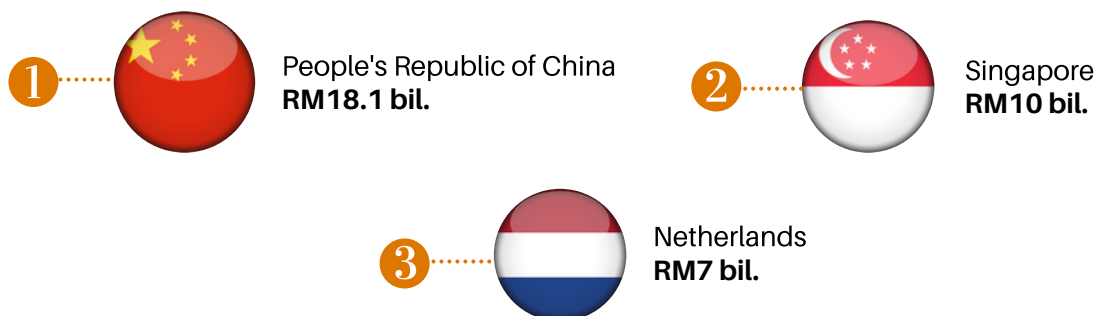 1
People's Republic of China
RM18.1 bil.
2
Singapore
RM10 bil.
3
Netherlands
RM7 bil.